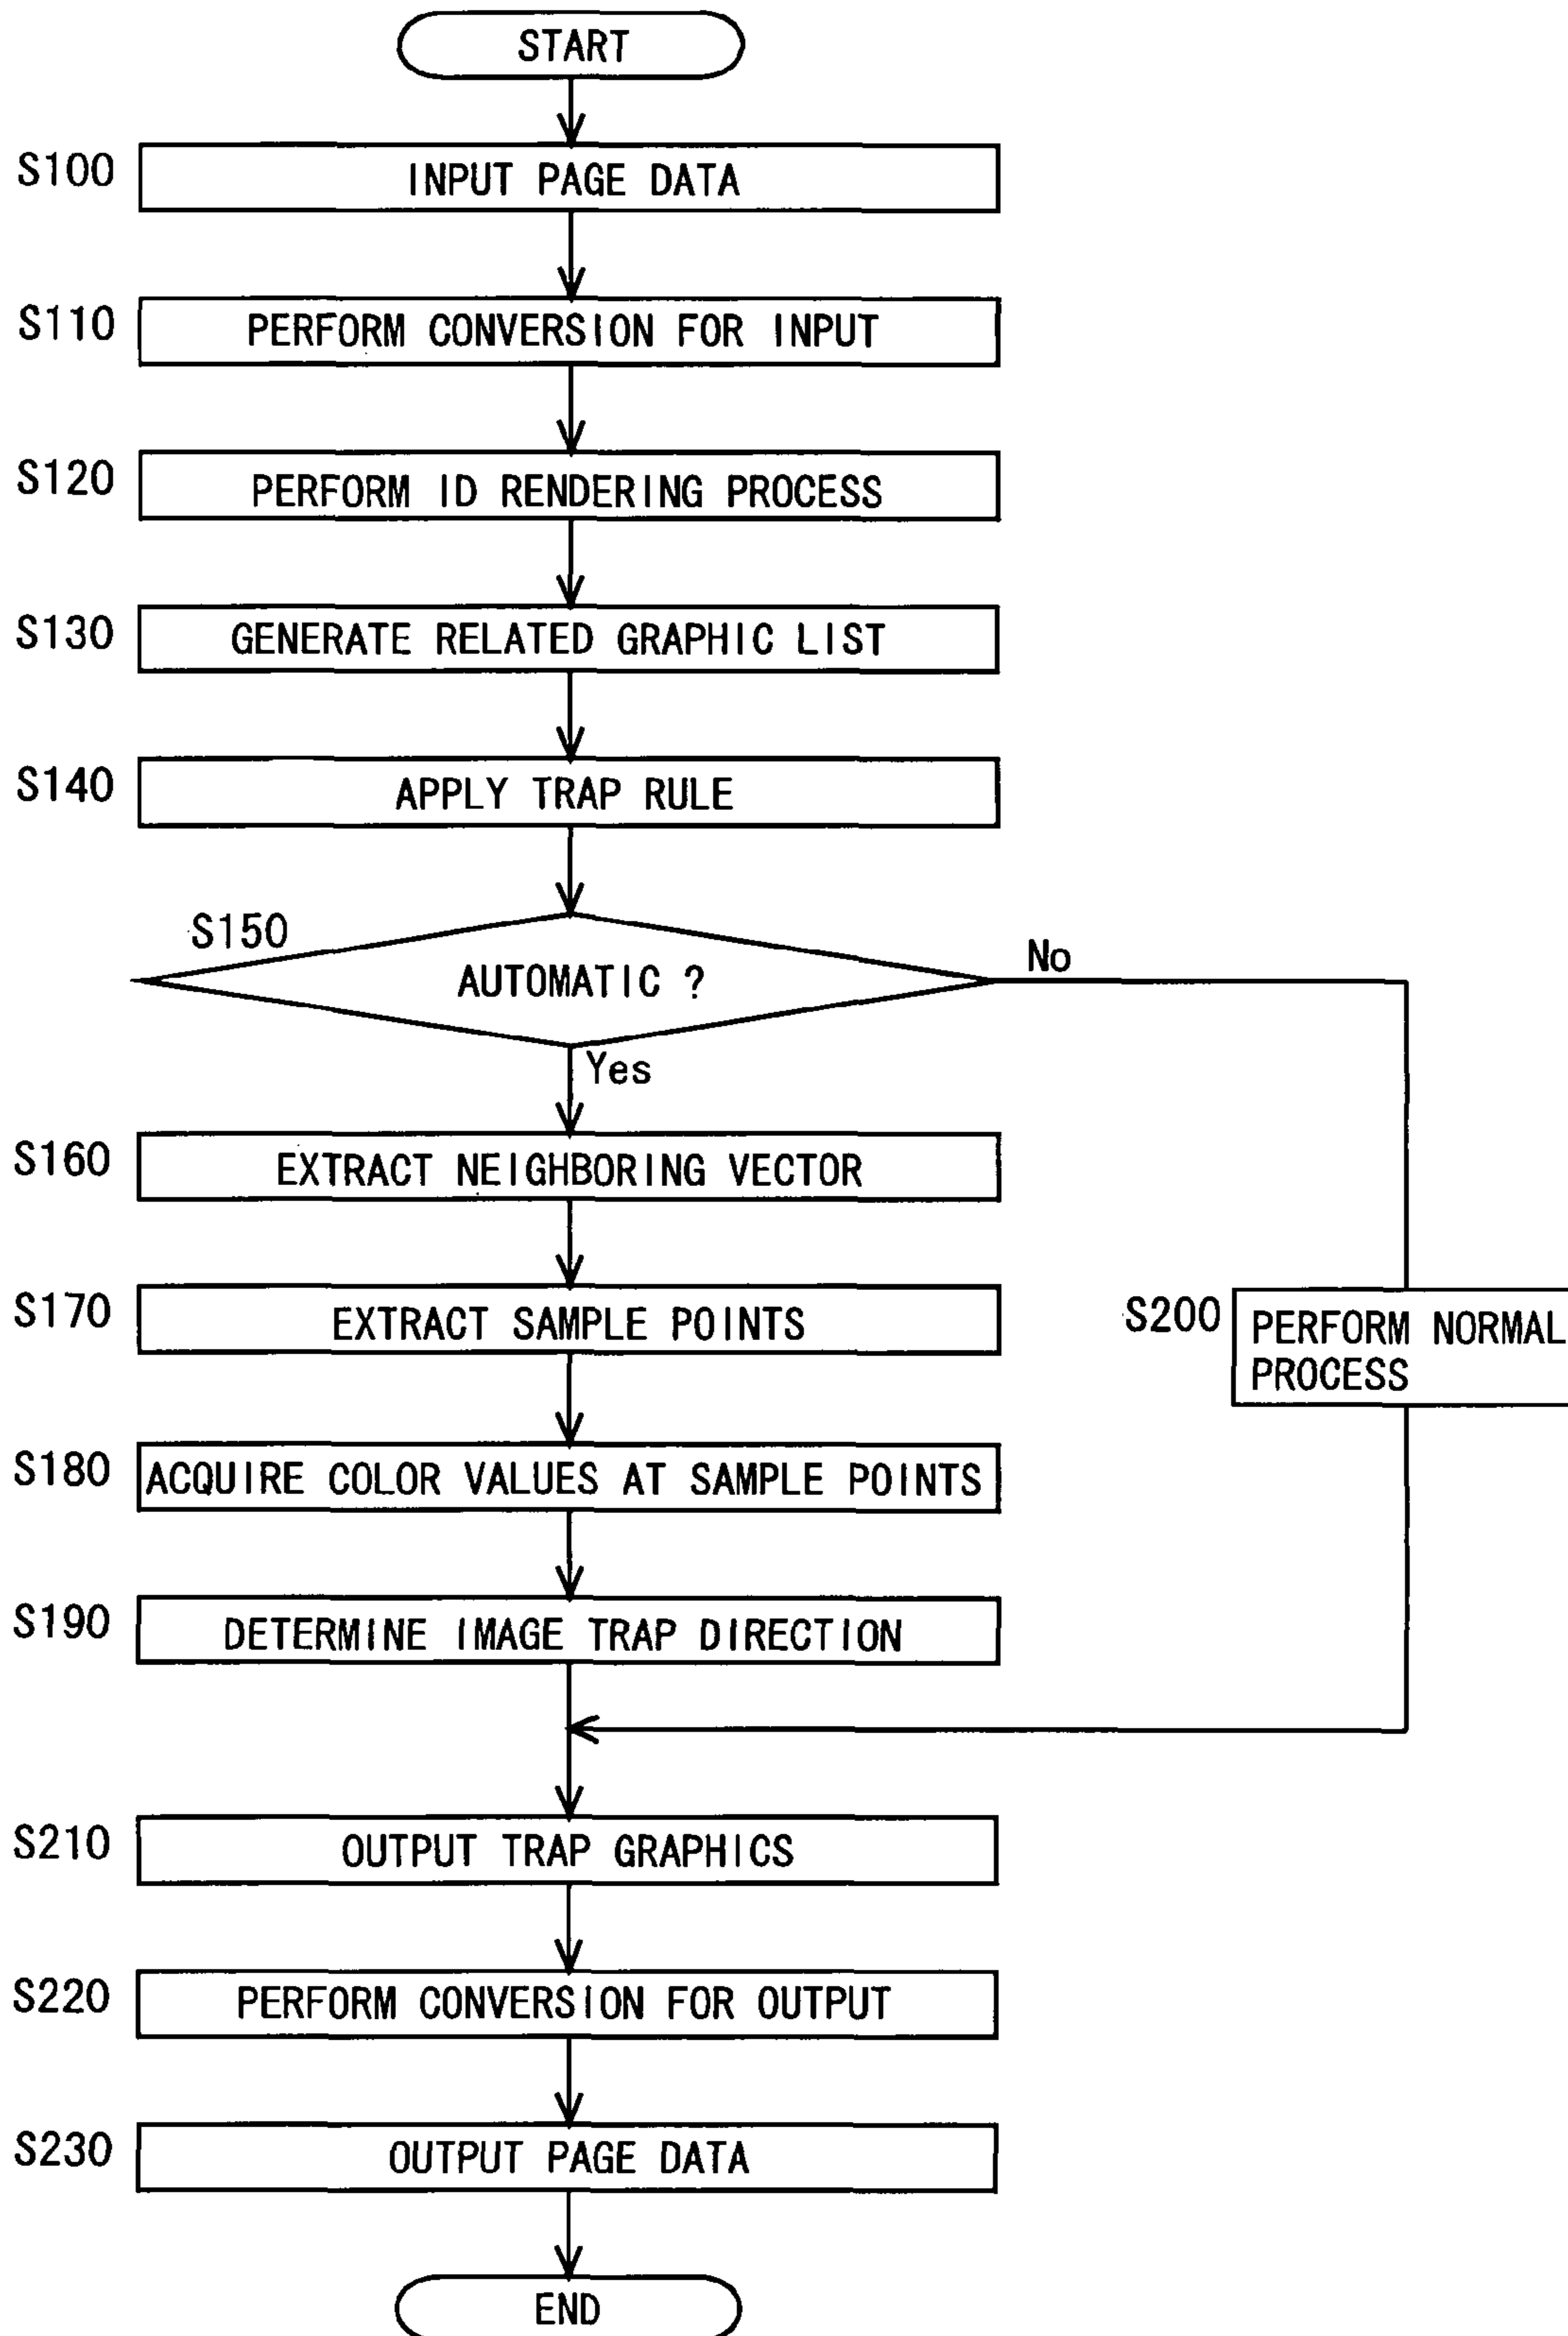 START
S100
INPUT PAGE DATA
S110
PERFORM CONVERSION FOR INPUT
S120
PERFORM ID RENDERING PROCESS
S130
GENERATE RELATED GRAPHIC LIST
S140
APPLY TRAP RULE
S150
AUTOMATIC ?
No
Yes
S160
EXTRACT NEIGHBORING VECTOR
S170
EXTRACT SAMPLE POINTS
S200
PERFORM NORMAL
PROCESS
S180
ACQUIRE COLOR VALUES AT SAMPLE POINTS
S190
DETERMINE IMAGE TRAP DIRECTION
S210
OUTPUT TRAP GRAPHICS
S220
PERFORM CONVERSION FOR OUTPUT
S230
OUTPUT PAGE DATA
END